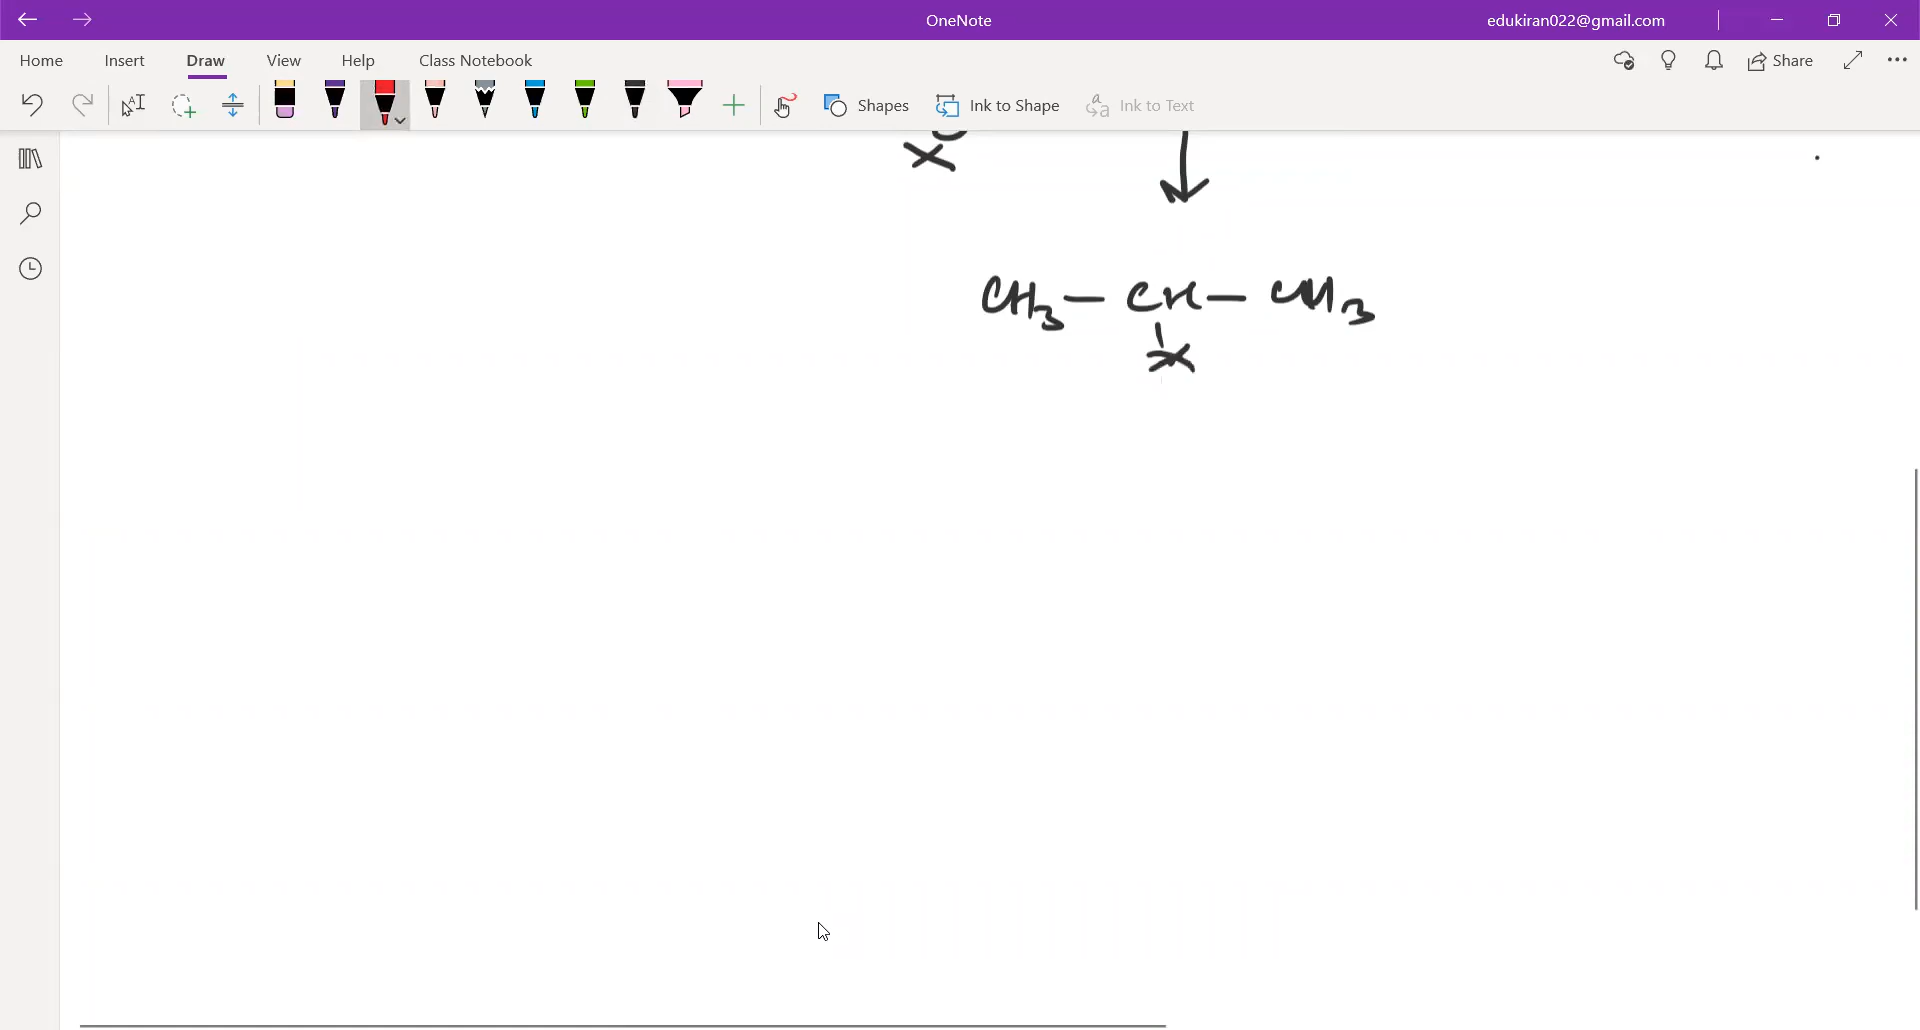 OneNote
edukiran022@gmail.com
Home Insert Draw View Help Class Notebook
Share
Shapes Ink to Shape Ink to Text
x
CH3 — CH — CH3
x